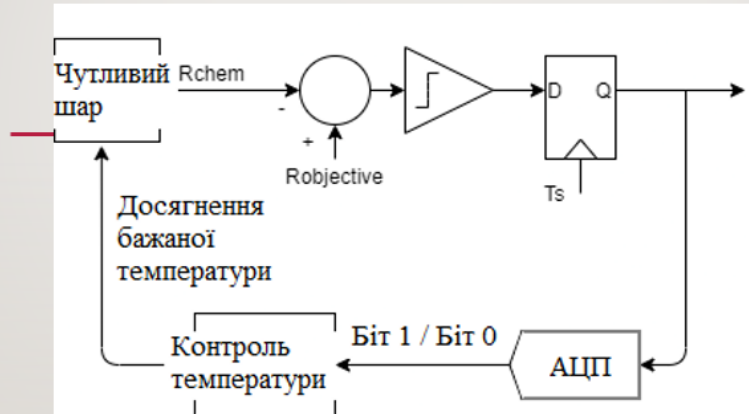 Чутливий
шар
Rchem
-
+
Robjective
D Q
Ts
Досягнення
бажаної
температури
Контроль
температури
Біт 1 / Біт 0
АЦП